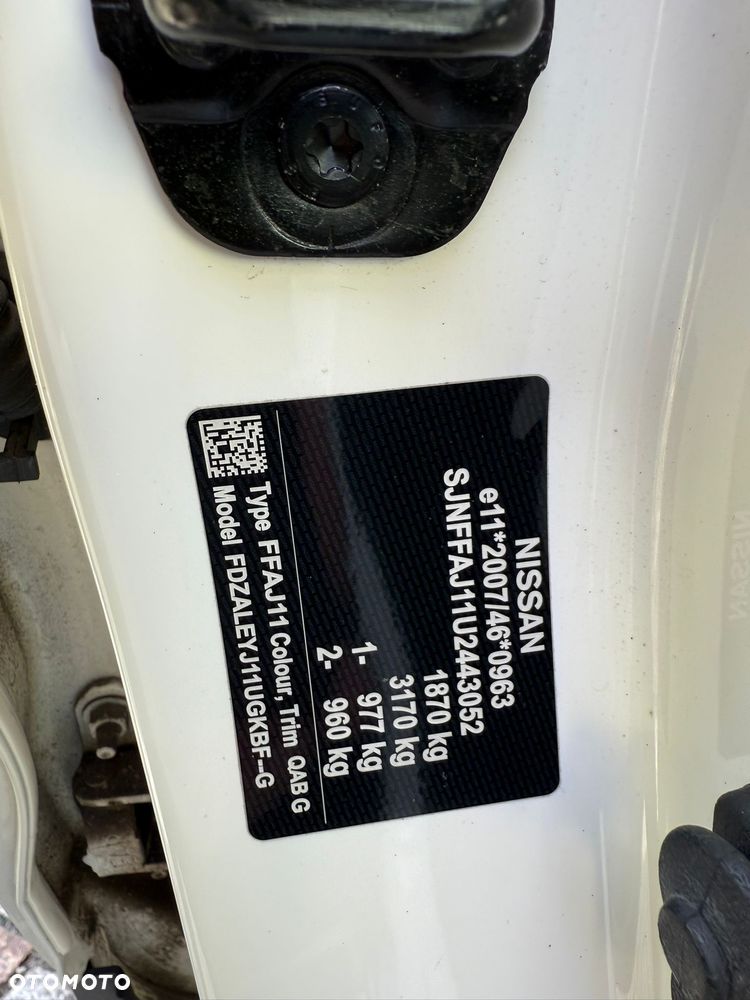 NISSAN
e11*2007/46*0963
SJNFFAJ11U2443052
1870 kg
3170 kg
1- 977 kg
2- 960 kg
Type FFAJ11 Colour, Trim QAB G
Model FDZALEYJ11UGKBF--G
OTOMOTO